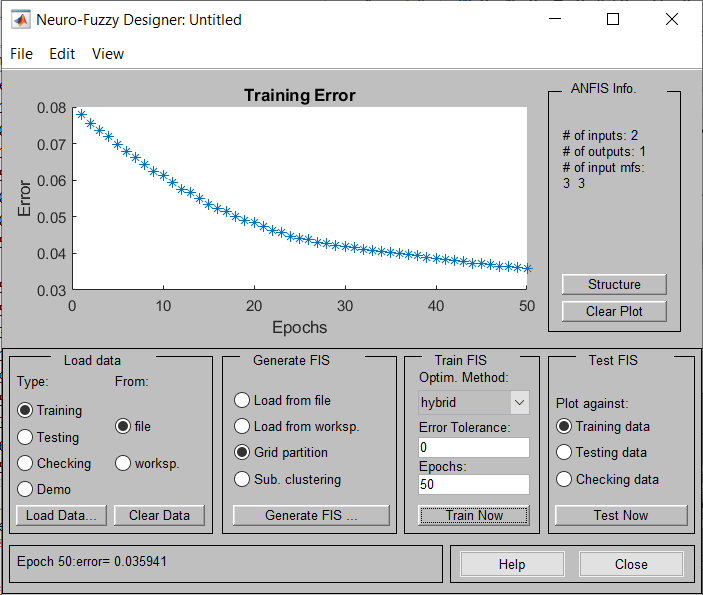 Neuro-Fuzzy Designer: Untitled
File Edit View
Training Error
0.08
0.07
0.06
0.05
0.04
0.03
Error
0 10 20 30 40 50
Epochs
ANFIS Info.
# of inputs: 2
# of outputs: 1
# of input mfs:
3 3
Structure
Clear Plot
Load data
Type: From:
Training
Testing
Checking
Demo
file
worksp.
Load Data... Clear Data
Generate FIS
Load from file
Load from worksp.
Grid partition
Sub. clustering
Generate FIS ...
Train FIS
Optim. Method:
hybrid
Error Tolerance:
0
Epochs:
50
Train Now
Test FIS
Plot against:
Training data
Testing data
Checking data
Test Now
Epoch 50:error= 0.035941
Help Close